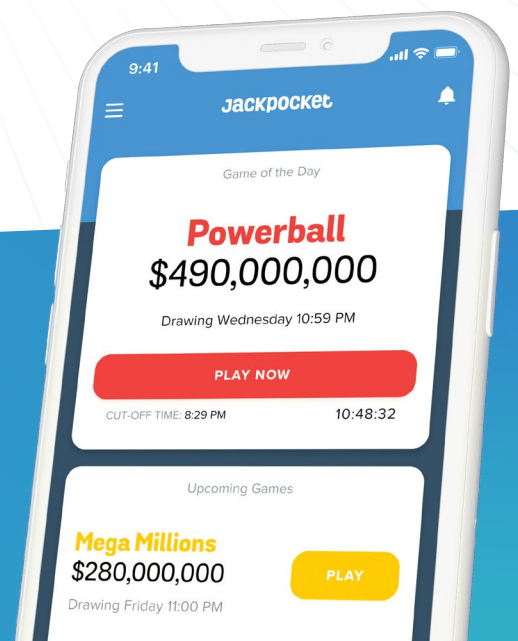 9:41
Jackpocket
Game of the Day
Powerball
$490,000,000
Drawing Wednesday 10:59 PM
PLAY NOW
CUT-OFF TIME: 8:29 PM 10:48:32
Upcoming Games
Mega Millions
$280,000,000
PLAY
Drawing Friday 11:00 PM